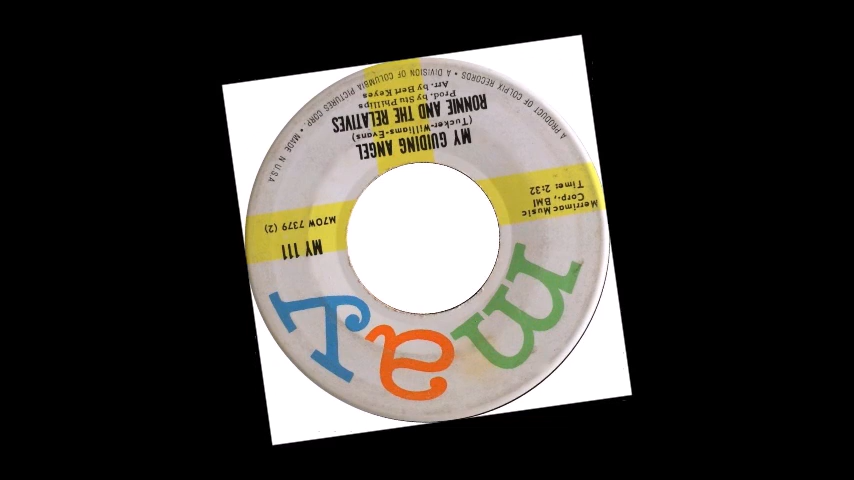 may
Merrimac Music
Corp., BMI
Time: 2:32
MY 111
M7OW 7379 (2)
MY GUIDING ANGEL
(Tucker-Williams-Evans)
RONNIE AND THE RELATIVES
Prod. by Stu Phillips
Arr. by Bert Keyes
A PRODUCT OF COLPIX RECORDS • A DIVISION OF COLUMBIA PICTURES CORP. • MADE IN U.S.A.